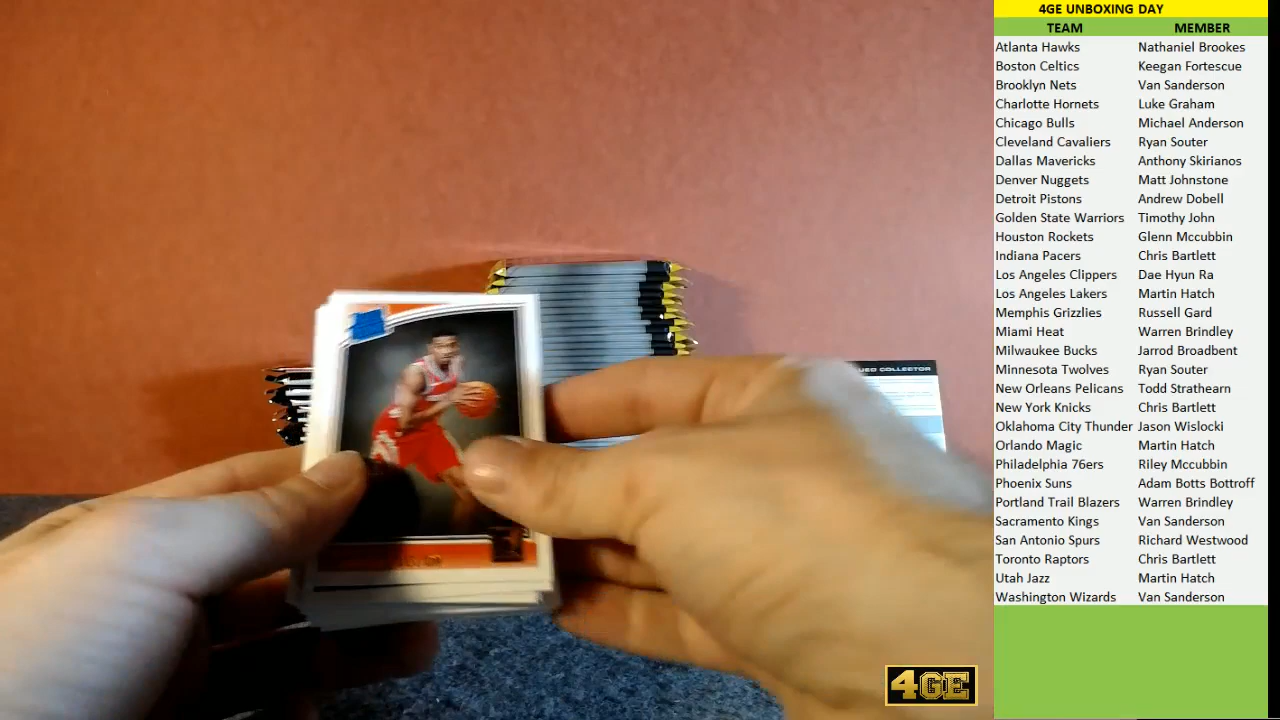 4GE UNBOXING DAY
TEAM MEMBER
Atlanta Hawks Nathaniel Brookes
Boston Celtics Keegan Fortescue
Brooklyn Nets Van Sanderson
Charlotte Hornets Luke Graham
Chicago Bulls Michael Anderson
Cleveland Cavaliers Ryan Souter
Dallas Mavericks Anthony Skirianos
Denver Nuggets Matt Johnstone
Detroit Pistons Andrew Dobell
Golden State Warriors Timothy John
Houston Rockets Glenn Mccubbin
Indiana Pacers Chris Bartlett
Los Angeles Clippers Dae Hyun Ra
Los Angeles Lakers Martin Hatch
Memphis Grizzlies Russell Gard
Miami Heat Warren Brindley
Milwaukee Bucks Jarrod Broadbent
Minnesota Twolves Ryan Souter
New Orleans Pelicans Todd Strathearn
New York Knicks Chris Bartlett
Oklahoma City Thunder Jason Wislocki
Orlando Magic Martin Hatch
Philadelphia 76ers Riley Mccubbin
Phoenix Suns Adam Botts Bottroff
Portland Trail Blazers Warren Brindley
Sacramento Kings Van Sanderson
San Antonio Spurs Richard Westwood
Toronto Raptors Chris Bartlett
Utah Jazz Martin Hatch
Washington Wizards Van Sanderson
COLLECTOR
4GE